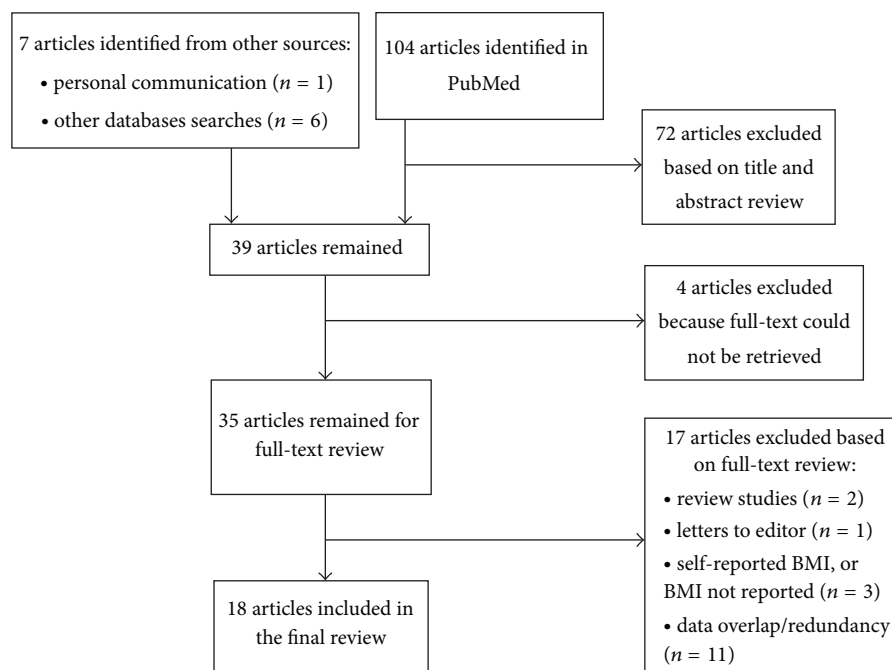 7 articles identified from other sources:
• personal communication (n = 1)
• other databases searches (n = 6)
104 articles identified in
PubMed
72 articles excluded
based on title and
abstract review
39 articles remained
4 articles excluded
because full-text could
not be retrieved
35 articles remained for
full-text review
17 articles excluded based
on full-text review:
• review studies (n = 2)
• letters to editor (n = 1)
• self-reported BMI, or
BMI not reported (n = 3)
• data overlap/redundancy
(n = 11)
18 articles included in
the final review